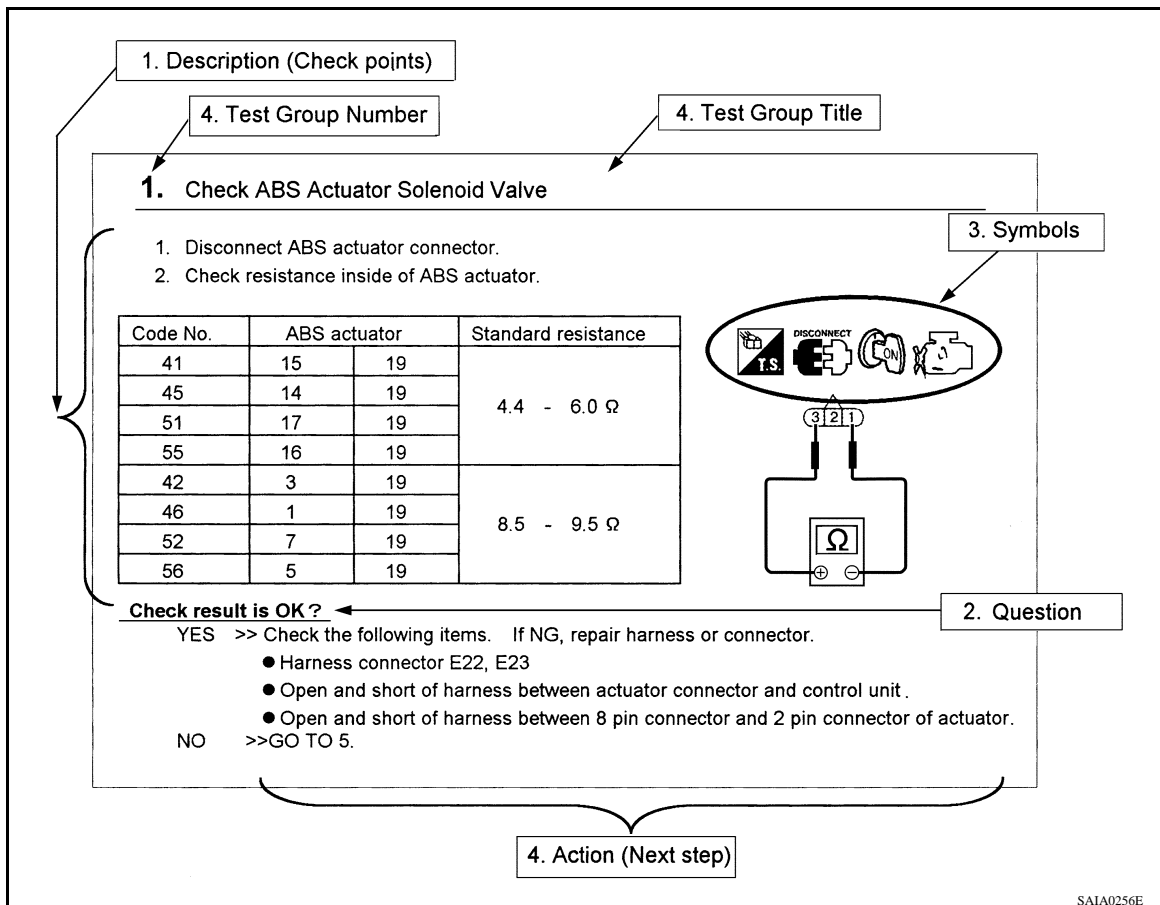 1. Description (Check points)
4. Test Group Number
4. Test Group Title
1. Check ABS Actuator Solenoid Valve
3. Symbols
1. Disconnect ABS actuator connector.
2. Check resistance inside of ABS actuator.
Code No. ABS actuator Standard resistance
41 15 19
45 14 19
51 17 19
55 16 19
4.4 - 6.0 Ω
42 3 19
46 1 19
52 7 19
56 5 19
8.5 - 9.5 Ω
T.S.
DISCONNECT
ON
3 2 1
Ω
+ -
Check result is OK?
2. Question
YES >> Check the following items. If NG, repair harness or connector.
● Harness connector E22, E23
● Open and short of harness between actuator connector and control unit.
● Open and short of harness between 8 pin connector and 2 pin connector of actuator.
NO >>GO TO 5.
4. Action (Next step)
SAIA0256E